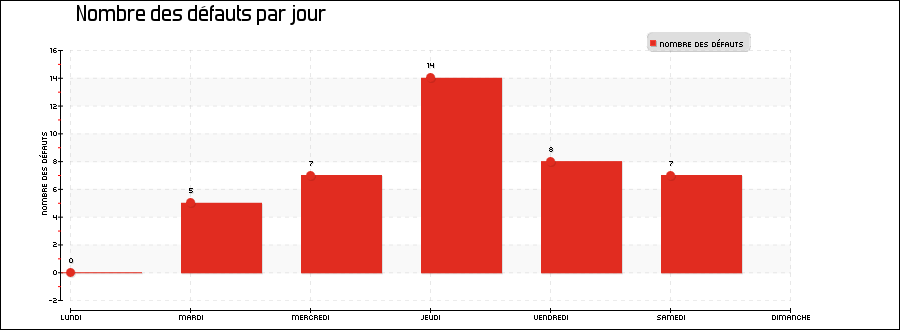 Nombre des défauts par jour
NOMBRE DES DÉFAUTS
16
14
12
10
8
6
4
2
0
-2
NOMBRE DES DÉFAUTS
0
5
7
14
8
7
LUNDI
MARDI
MERCREDI
JEUDI
VENDREDI
SAMEDI
DIMANCHE